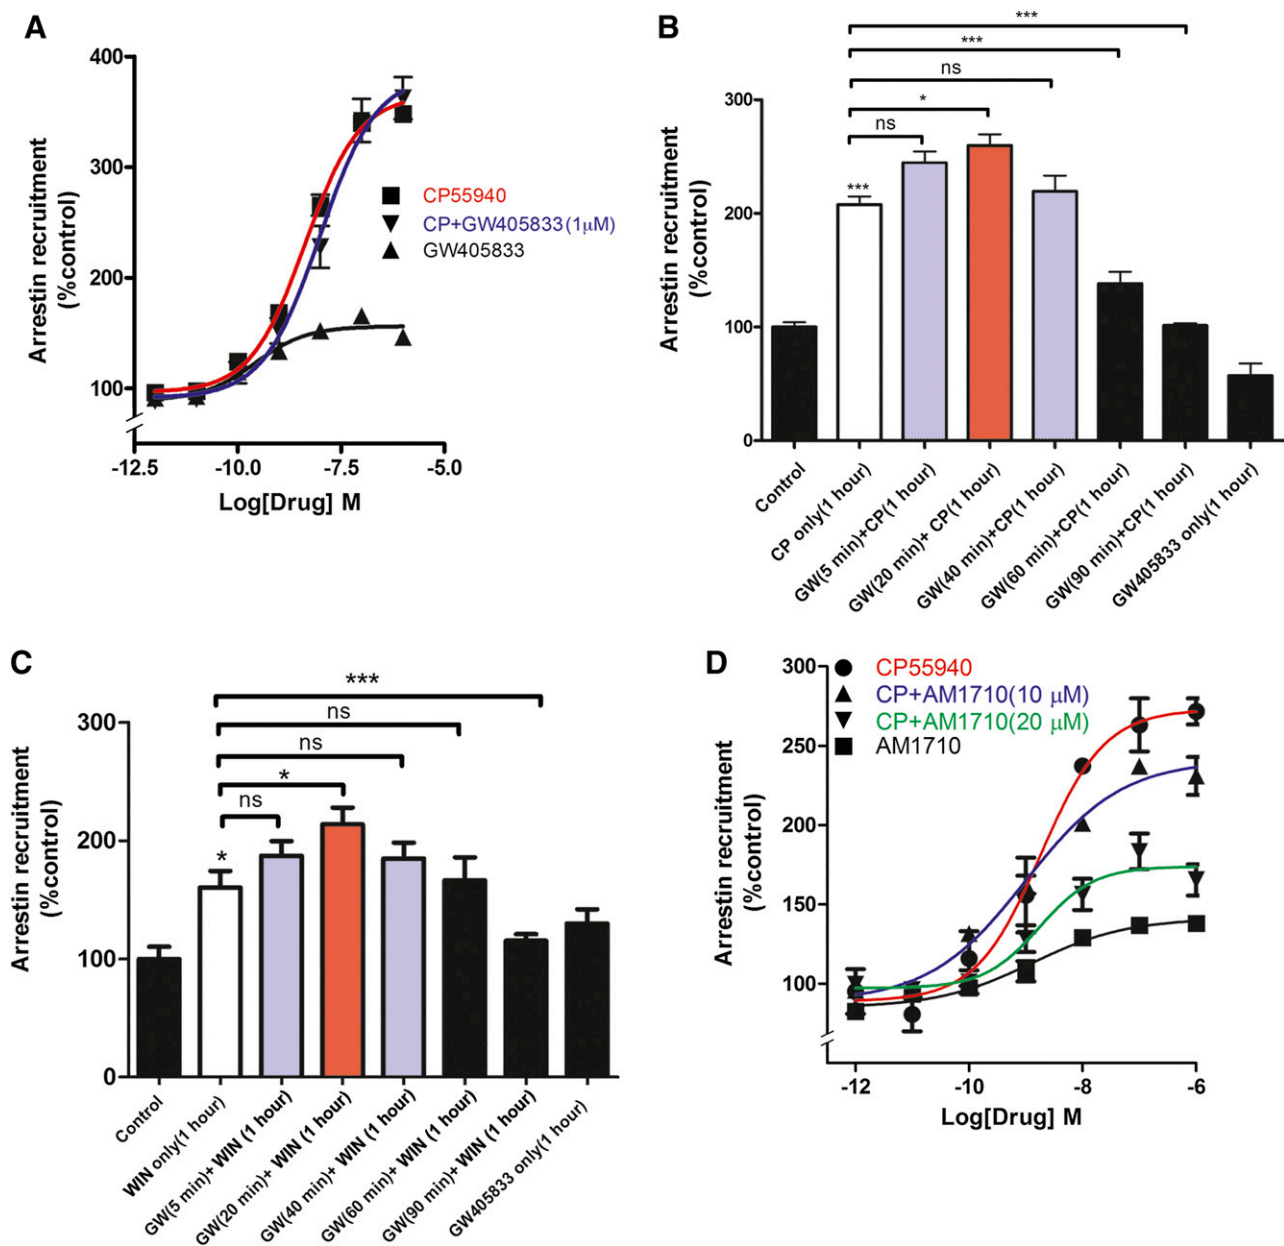 A
400
300
200
100
-12.5
-10.0
-7.5
-5.0
Arrestin recruitment
(%control)
Log[Drug] M
CP55940
CP+GW405833(1μM)
GW405833
B
***
***
ns
*
ns
***
300
200
100
0
Arrestin recruitment
(%control)
Control
CP only(1 hour)
GW(5 min)+CP(1 hour)
GW(20 min)+ CP(1 hour)
GW(40 min)+CP(1 hour)
GW(60 min)+CP(1 hour)
GW(90 min)+CP(1 hour)
GW405833 only(1 hour)
C
***
ns
ns
*
ns
*
300
200
100
0
Arrestin recruitment
(%control)
Control
WIN only(1 hour)
GW(5 min)+ WIN (1 hour)
GW(20 min)+ WIN (1 hour)
GW(40 min)+ WIN (1 hour)
GW(60 min)+ WIN (1 hour)
GW(90 min)+ WIN (1 hour)
GW405833 only(1 hour)
D
300
250
200
150
100
-12
-10
-8
-6
Arrestin recruitment
(%control)
Log[Drug] M
CP55940
CP+AM1710(10 μM)
CP+AM1710(20 μM)
AM1710